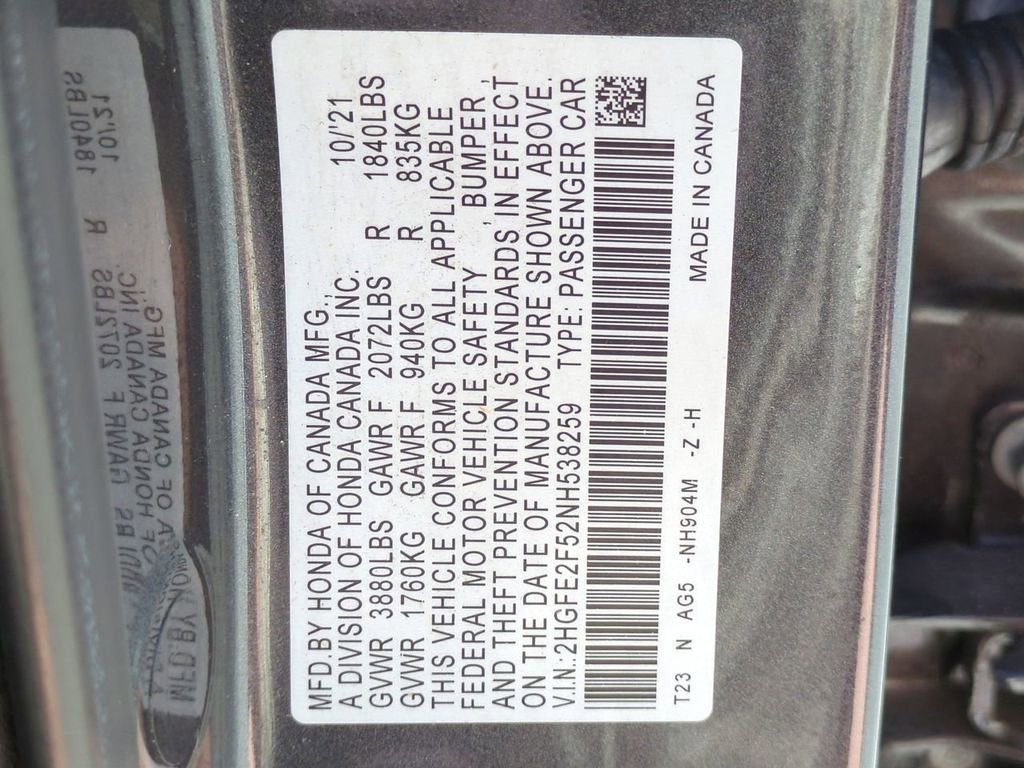 MFD.BY HONDA OF CANADA MFG., 10/'21
A DIVISION OF HONDA CANADA INC.
GVWR 3880LBS GAWR F 2072LBS R 1840LBS
GVWR 1760KG GAWR F 940KG R 835KG
THIS VEHICLE CONFORMS TO ALL APPLICABLE
FEDERAL MOTOR VEHICLE SAFETY , BUMPER ,
AND THEFT PREVENTION STANDARDS IN EFFECT
ON THE DATE OF MANUFACTURE SHOWN ABOVE.
V.I.N.:2HGFE2F52NH538259 TYPE: PASSENGER CAR
T23 N AG5 -NH904M -Z -H MADE IN CANADA